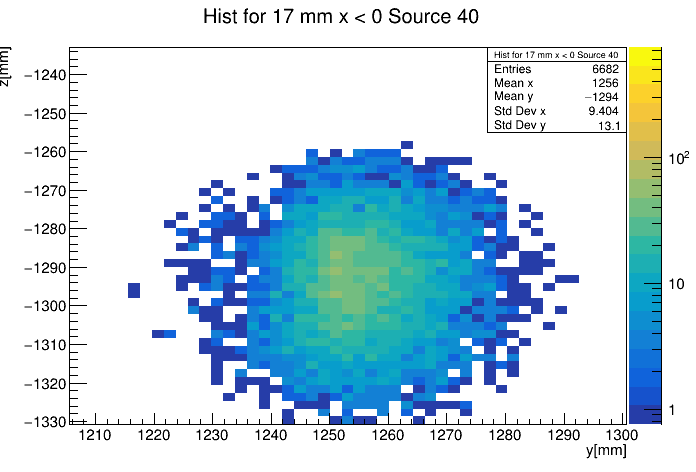 Hist for 17 mm x < 0 Source 40
z[mm]
Hist for 17 mm x < 0 Source 40
Entries 6682
Mean x 1256
Mean y −1294
Std Dev x 9.404
Std Dev y 13.1
−1240
−1250
−1260
−1270
−1280
−1290
−1300
−1310
−1320
−1330
10²
10
1
1210 1220 1230 1240 1250 1260 1270 1280 1290 1300
y[mm]